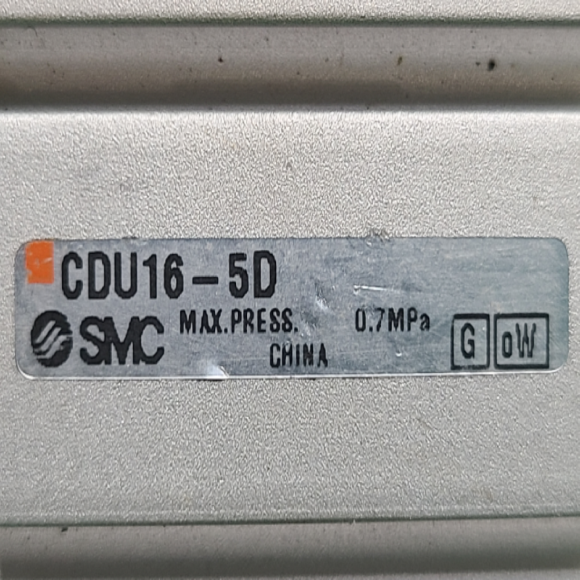 CDU16-5D
SMC MAX.PRESS. 0.7MPa
CHINA
G oW